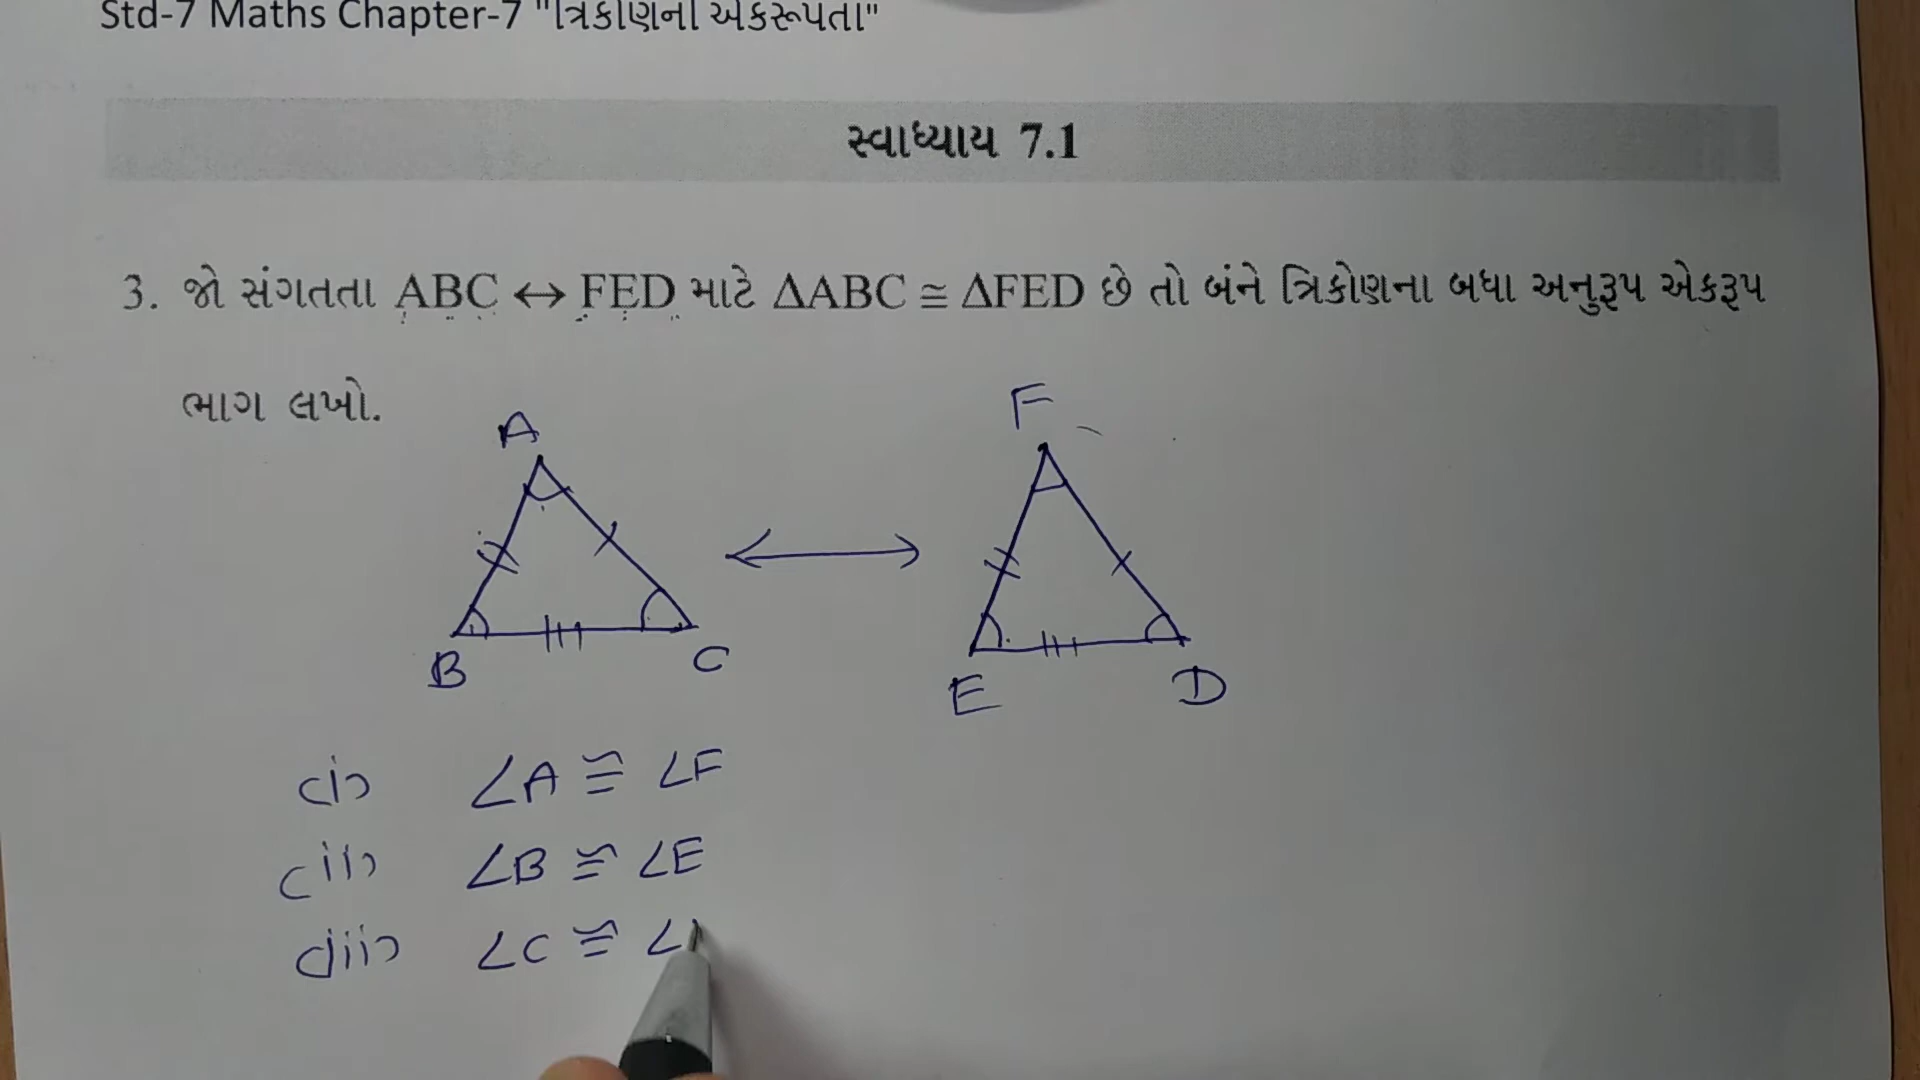 Std-7 Maths Chapter-7 "ત્રિકોણની એકરૂપતા"
સ્વાધ્યાય 7.1
3. જો સંગતતા ABC ↔ FED માટે ΔABC ≅ ΔFED છે તો બંને ત્રિકોણના બધા અનુરૂપ એકરૂપ
ભાગ લખો.
A
F
B
C
E
D
(i) ∠A ≅ ∠F
(ii) ∠B ≅ ∠E
(iii) ∠C ≅ ∠